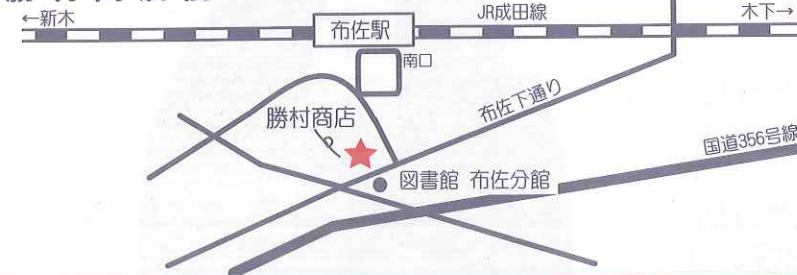 ←新木
JR成田線
木下→
布佐駅
南口
布佐下通り
勝村商店
国道356号線
図書館 布佐分館